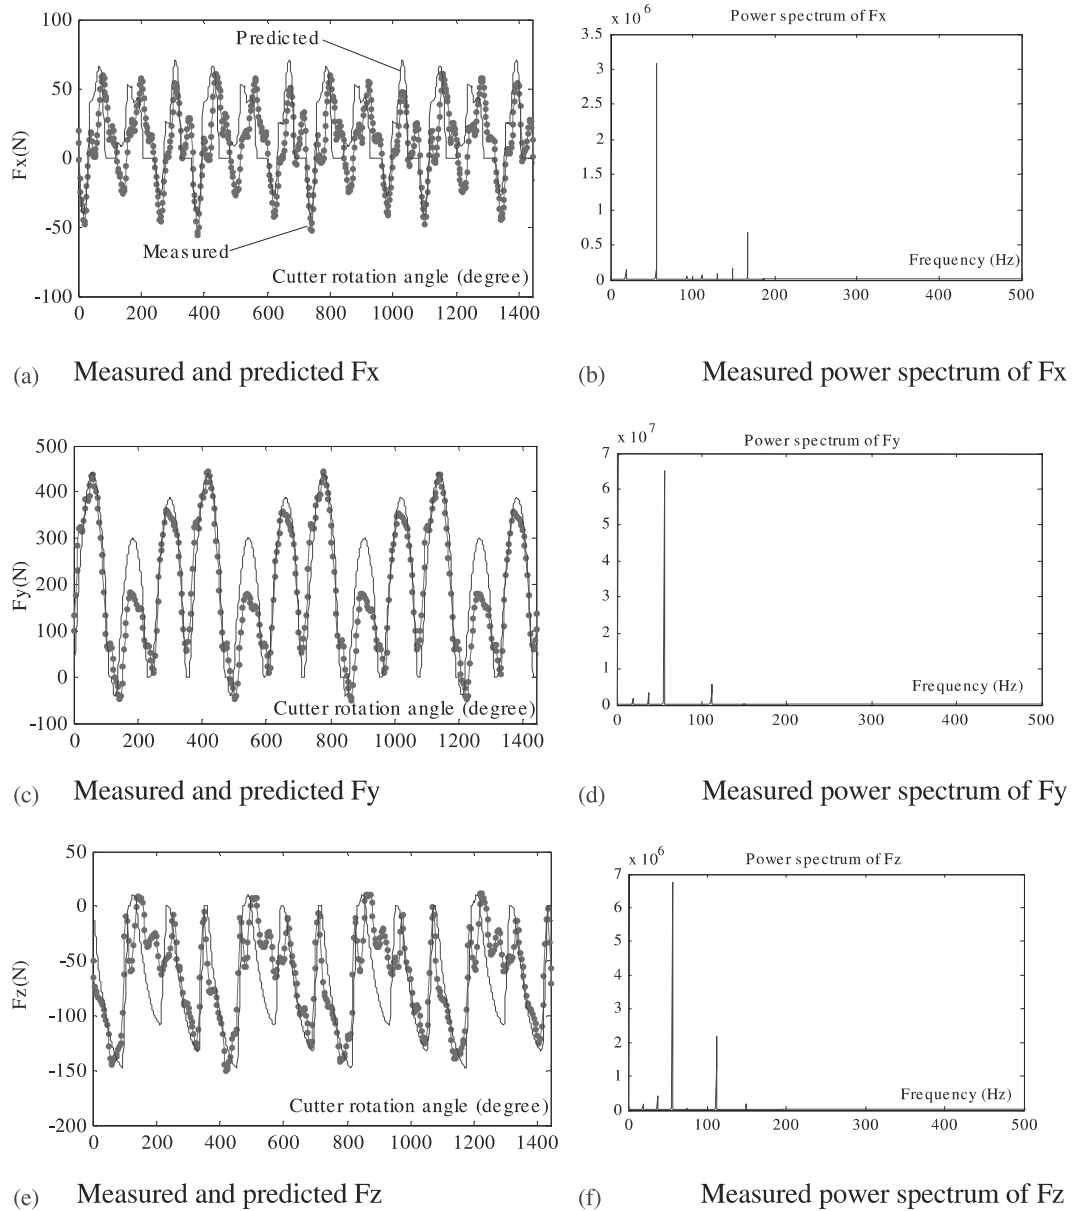 100
50
0
-50
-100
Fx(N)
Predicted
Measured
Cutter rotation angle (degree)
0 200 400 600 800 1000 1200 1400
x 10^6
Power spectrum of Fx
3.5
3
2.5
2
1.5
1
0.5
0
Frequency (Hz)
0 100 200 300 400 500
(a) Measured and predicted Fx
(b) Measured power spectrum of Fx
500
400
300
200
100
0
-100
Fy(N)
Cutter rotation angle (degree)
0 200 400 600 800 1000 1200 1400
x 10^7
Power spectrum of Fy
7
6
5
4
3
2
1
0
Frequency (Hz)
0 100 200 300 400 500
(c) Measured and predicted Fy
(d) Measured power spectrum of Fy
50
0
-50
-100
-150
-200
Fz(N)
Cutter rotation angle (degree)
0 200 400 600 800 1000 1200 1400
x 10^6
Power spectrum of Fz
7
6
5
4
3
2
1
0
Frequency (Hz)
0 100 200 300 400 500
(e) Measured and predicted Fz
(f) Measured power spectrum of Fz